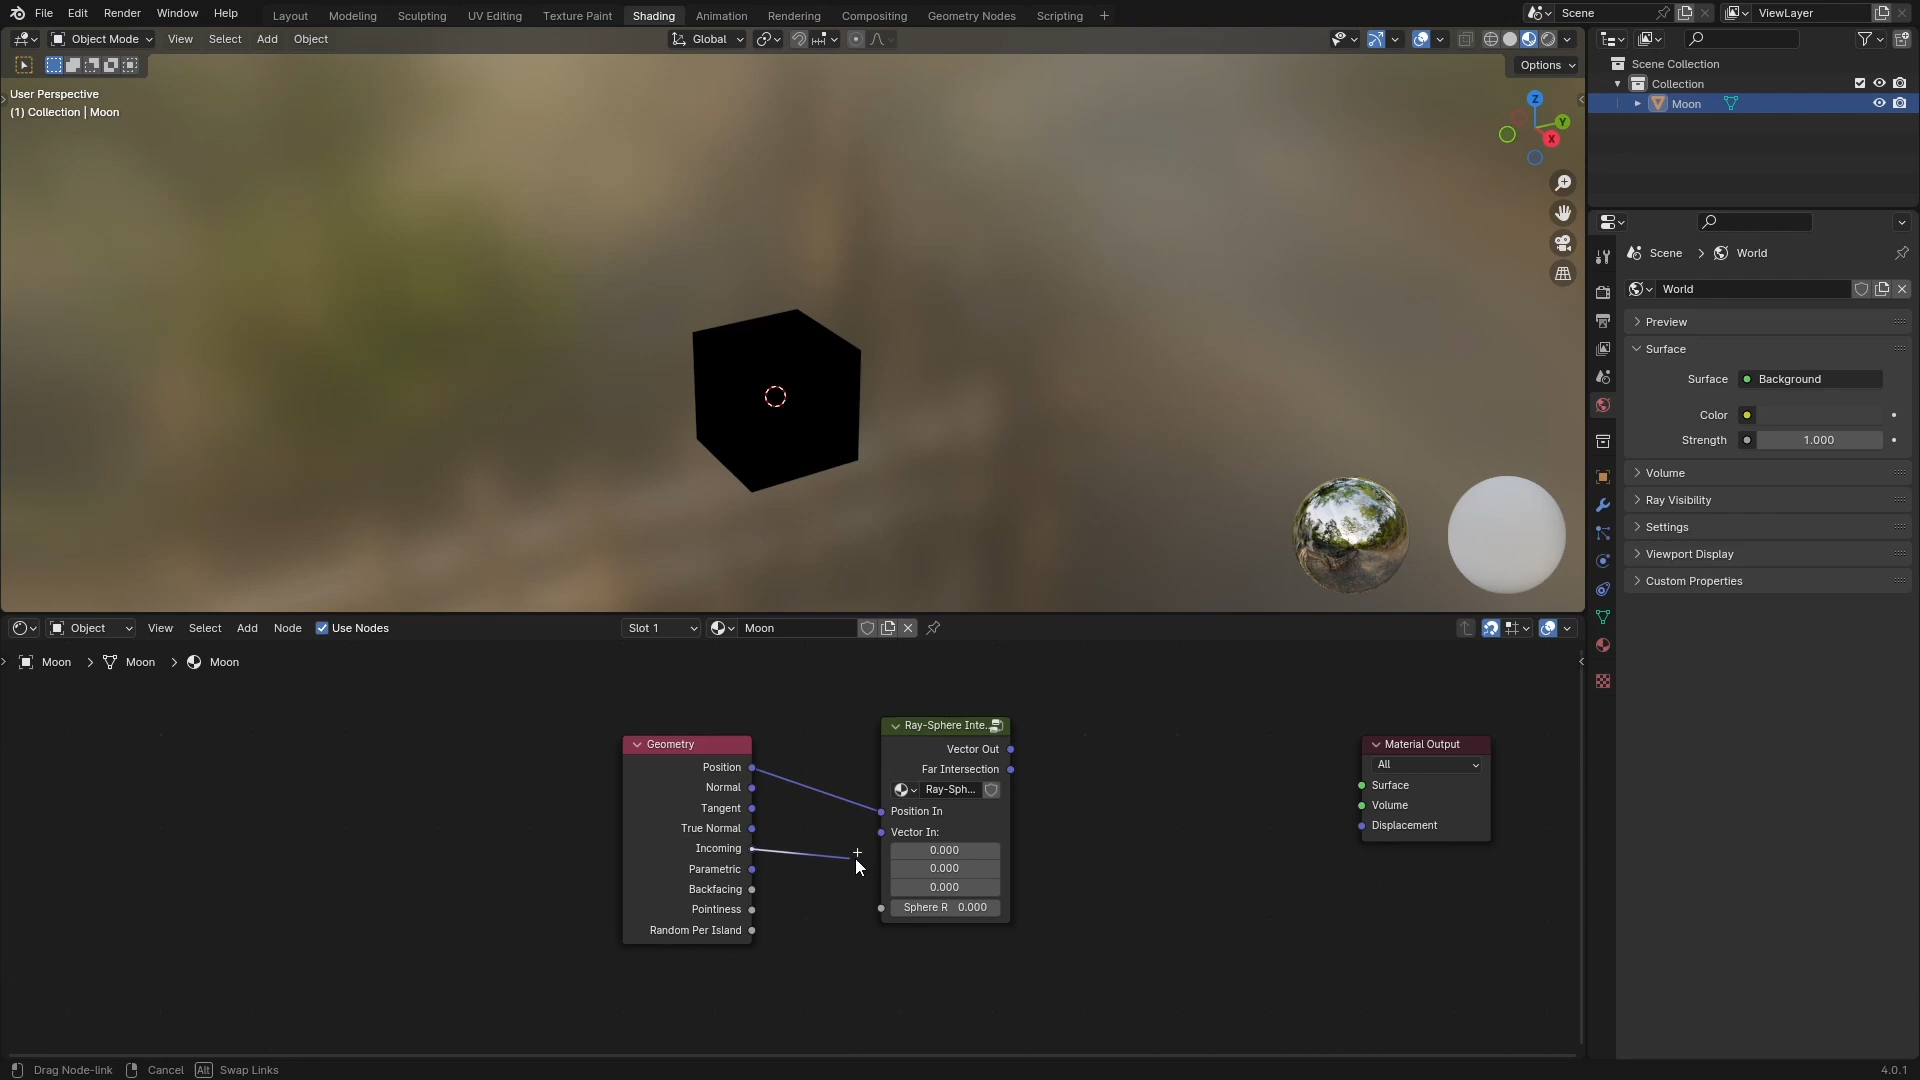 File Edit Render Window Help Layout Modeling Sculpting UV Editing Texture Paint Shading Animation Rendering Compositing Geometry Nodes Scripting + Scene ViewLayer
Object Mode View Select Add Object Global
Options
User Perspective
(1) Collection | Moon
Z
Y
X
Scene Collection
Collection
Moon
Scene > World
World
Preview
Surface
Surface Background
Color
Strength 1.000
Volume
Ray Visibility
Settings
Viewport Display
Custom Properties
Object View Select Add Node Use Nodes Slot 1 Moon
Moon > Moon > Moon
Geometry
Position
Normal
Tangent
True Normal
Incoming
Parametric
Backfacing
Pointiness
Random Per Island
Ray-Sphere Inte...
Vector Out
Far Intersection
Ray-Sph...
Position In
Vector In:
0.000
0.000
0.000
Sphere R 0.000
Material Output
All
Surface
Volume
Displacement
Drag Node-link Cancel Alt Swap Links 4.0.1